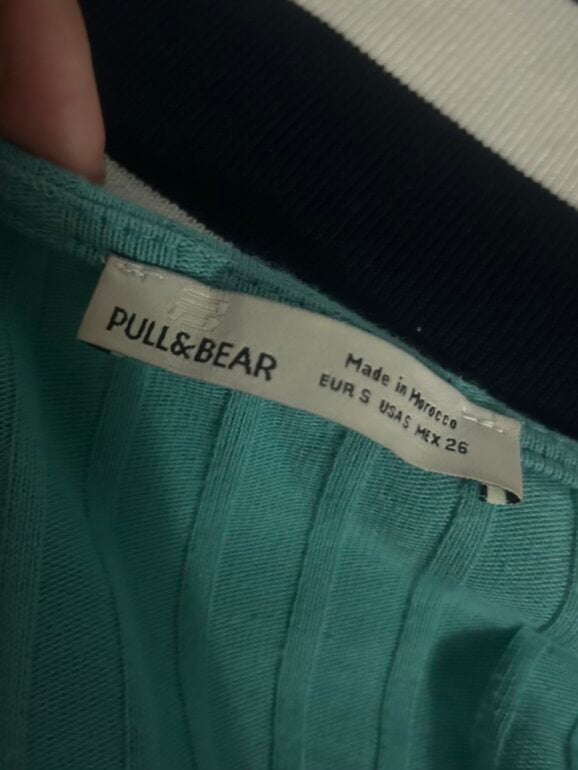 PULL&BEAR
Made in Morocco
EUR S USA S MEX 26